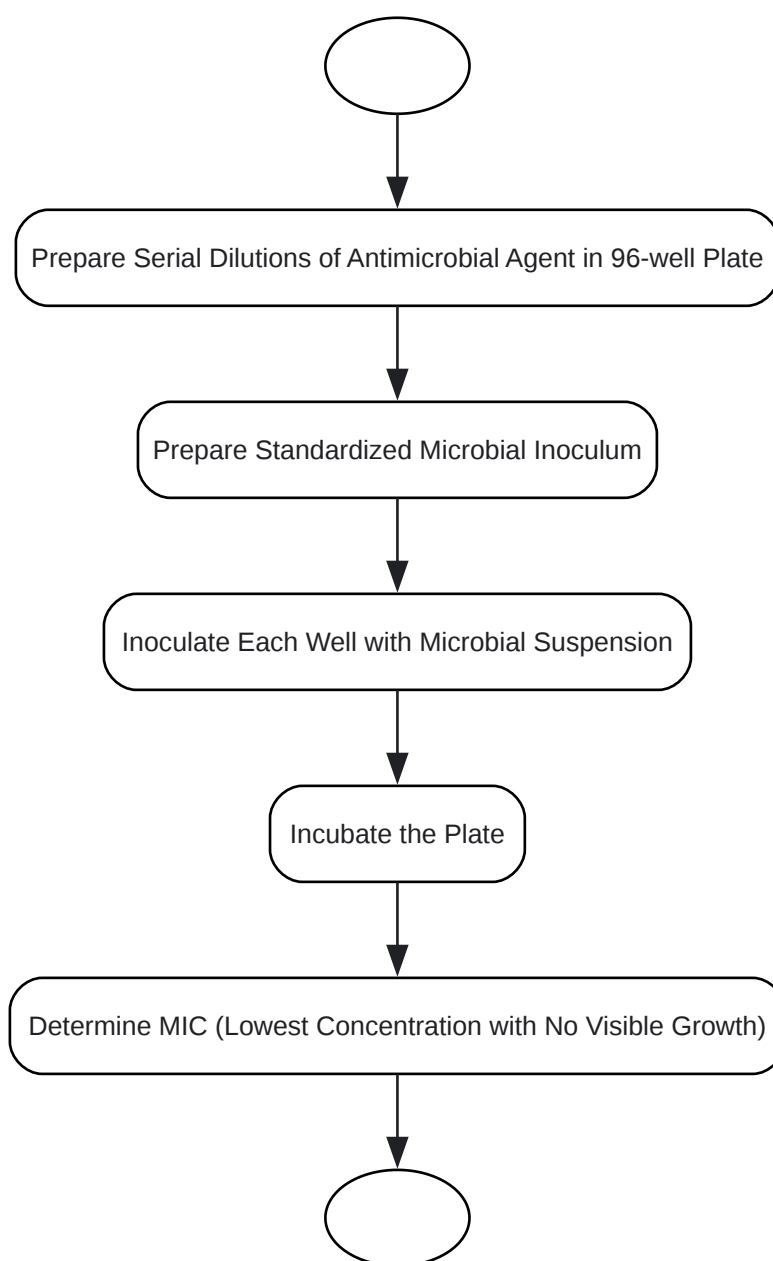 Prepare Serial Dilutions of Antimicrobial Agent in 96-well Plate
Prepare Standardized Microbial Inoculum
Inoculate Each Well with Microbial Suspension
Incubate the Plate
Determine MIC (Lowest Concentration with No Visible Growth)